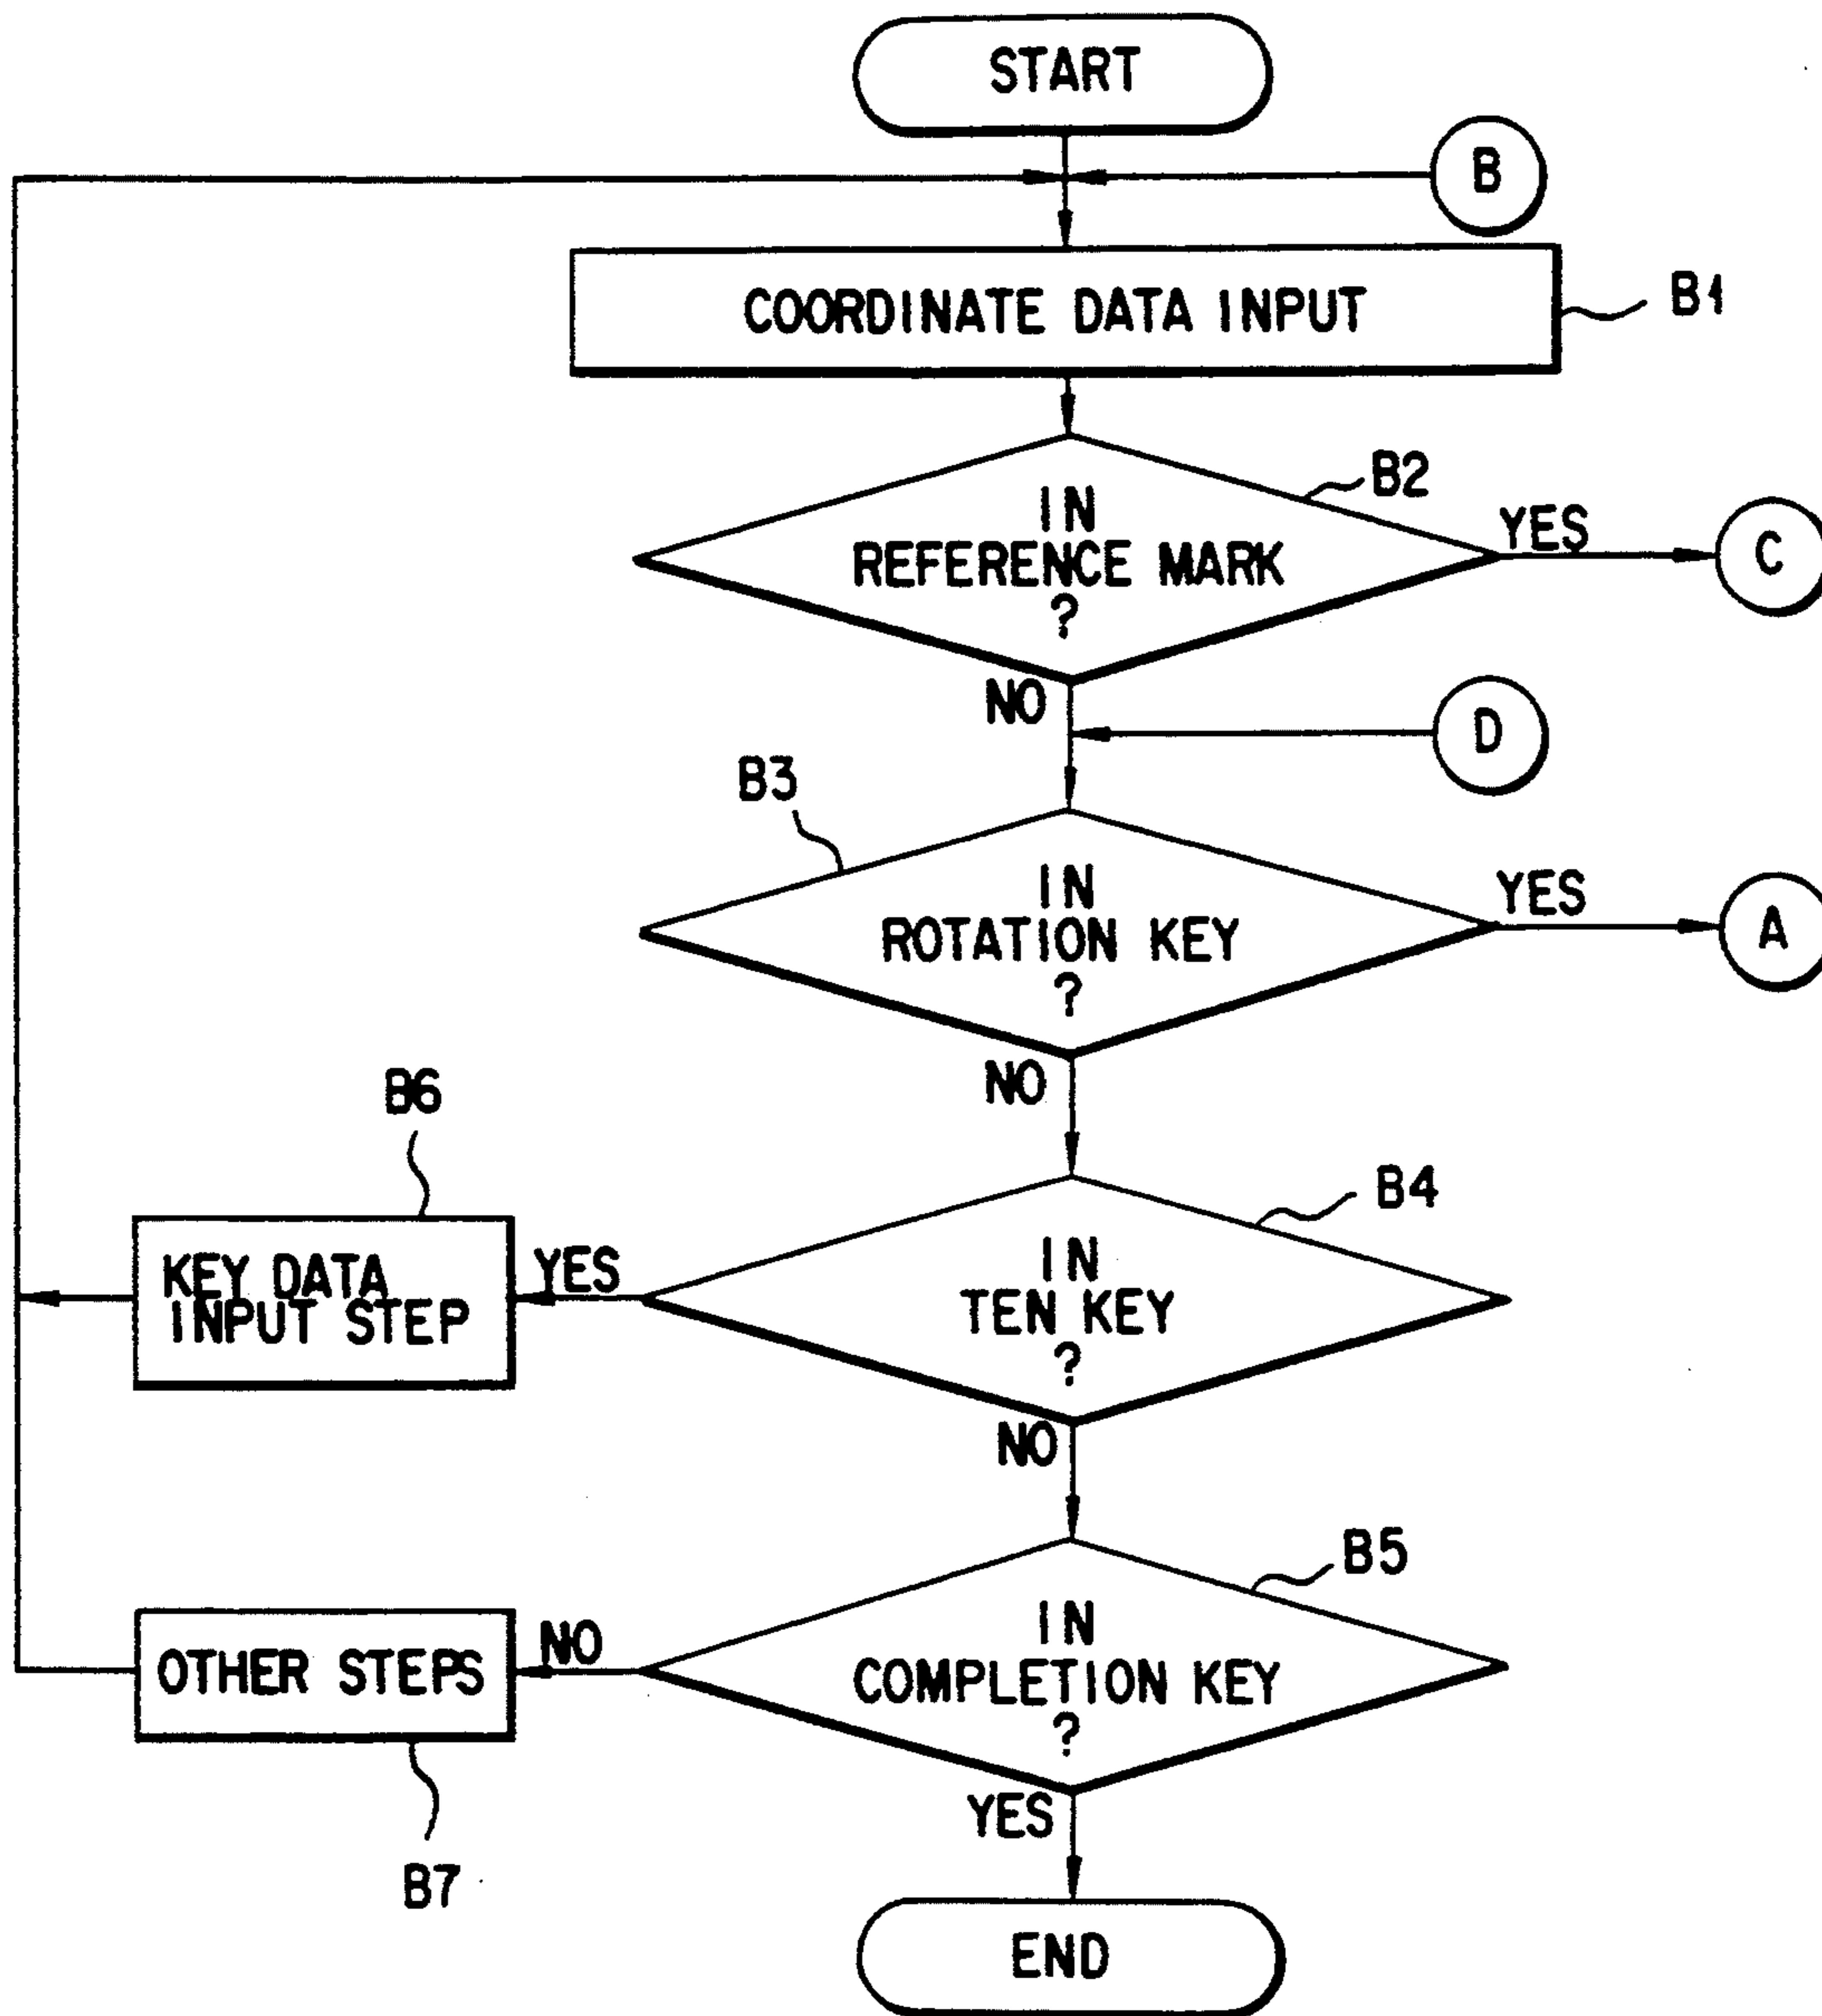 START
B
COORDINATE DATA INPUT
B1
B2
IN
REFERENCE MARK
?
YES
C
NO
D
B3
IN
ROTATION KEY
?
YES
A
NO
B6
B4
KEY DATA
INPUT STEP
YES
IN
TEN KEY
?
NO
B5
OTHER STEPS
NO
IN
COMPLETION KEY
?
YES
B7
END